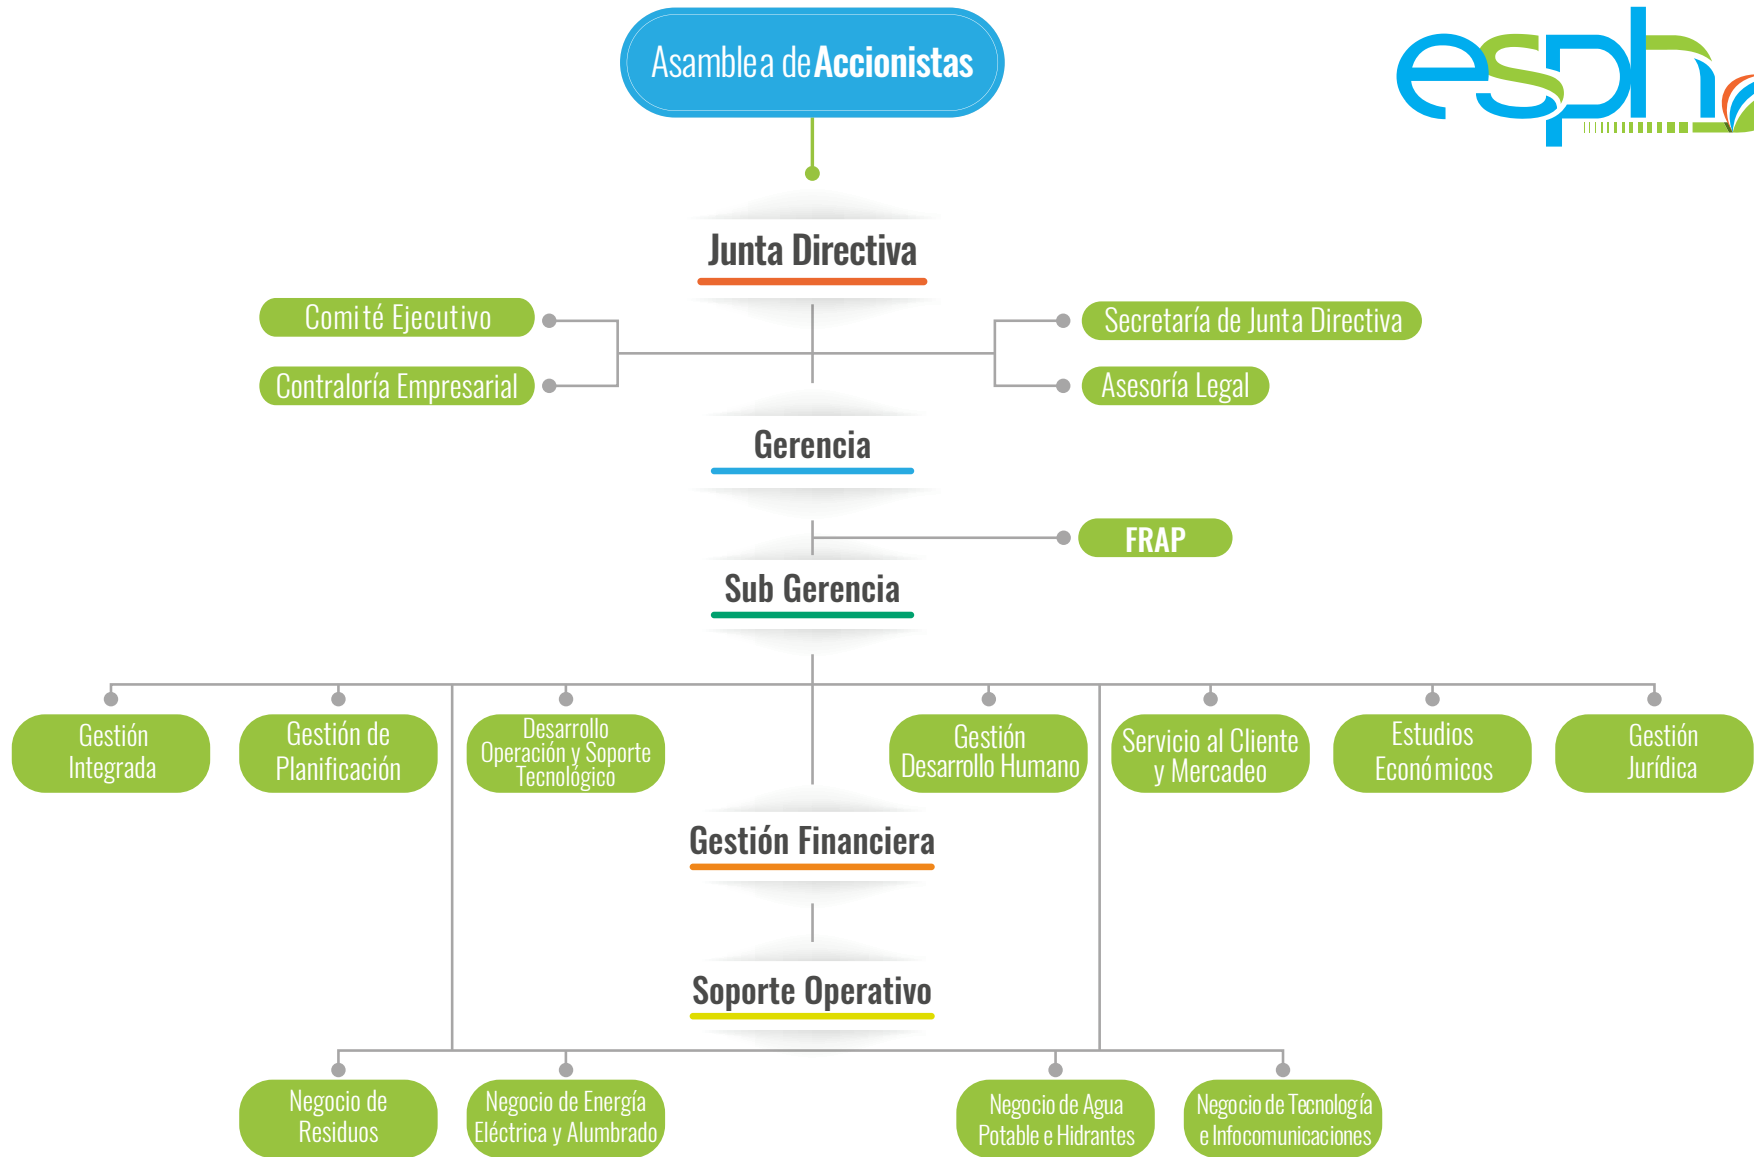 Asamblea de Accionistas
esph
Junta Directiva
Comité Ejecutivo
Secretaría de Junta Directiva
Contraloría Empresarial
Asesoría Legal
Gerencia
FRAP
Sub Gerencia
Gestión
Integrada
Gestión de
Planificación
Desarrollo
Operación y Soporte
Tecnológico
Gestión
Desarrollo Humano
Servicio al Cliente
y Mercadeo
Estudios
Económicos
Gestión
Jurídica
Gestión Financiera
Soporte Operativo
Negocio de
Residuos
Negocio de Energía
Eléctrica y Alumbrado
Negocio de Agua
Potable e Hidrantes
Negocio de Tecnología
e Infocomunicaciones